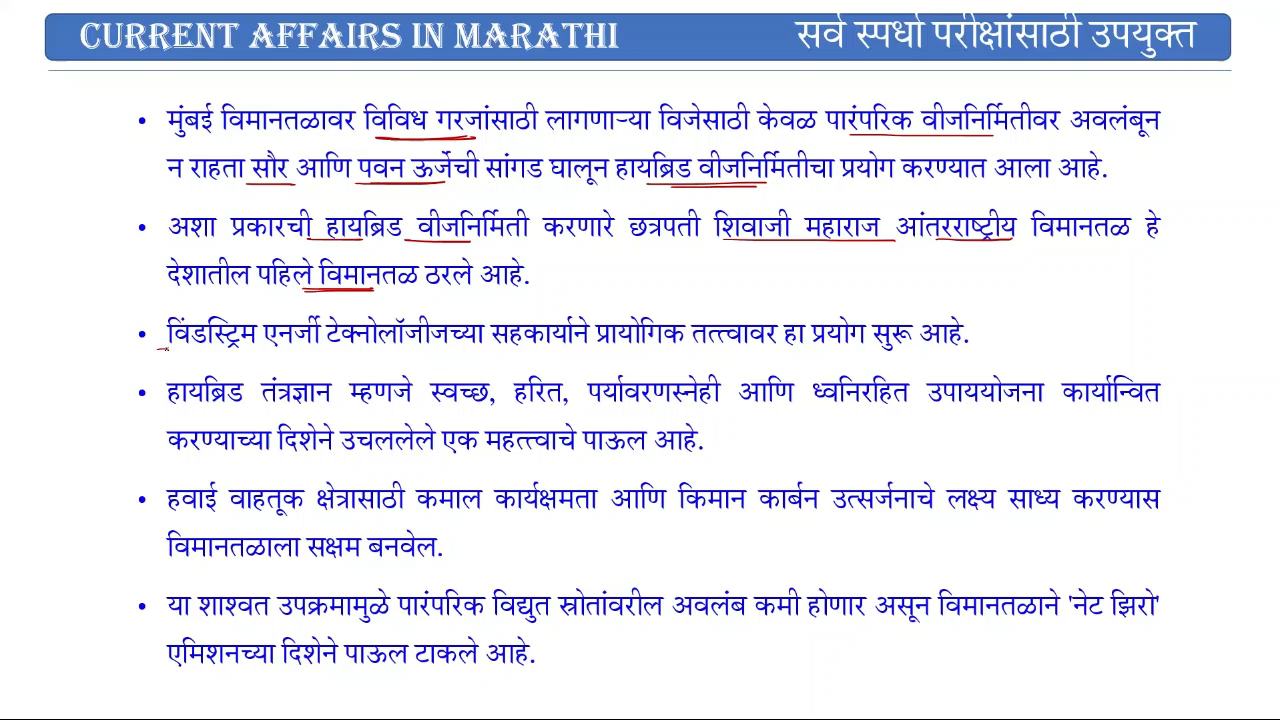 CURRENT AFFAIRS IN MARATHI
सर्व स्पर्धा परीक्षांसाठी उपयुक्त
• मुंबई विमानतळावर विविध गरजांसाठी लागणाऱ्या विजेसाठी केवळ पारंपरिक वीजनिर्मितीवर अवलंबून
न राहता सौर आणि पवन ऊर्जेची सांगड घालून हायब्रिड वीजनिर्मितीचा प्रयोग करण्यात आला आहे.
• अशा प्रकारची हायब्रिड वीजनिर्मिती करणारे छत्रपती शिवाजी महाराज आंतरराष्ट्रीय विमानतळ हे
देशातील पहिले विमानतळ ठरले आहे.
• विंडस्ट्रिम एनर्जी टेक्नोलॉजीजच्या सहकार्याने प्रायोगिक तत्त्वावर हा प्रयोग सुरू आहे.
• हायब्रिड तंत्रज्ञान म्हणजे स्वच्छ, हरित, पर्यावरणस्नेही आणि ध्वनिरहित उपाययोजना कार्यान्वित
करण्याच्या दिशेने उचललेले एक महत्त्वाचे पाऊल आहे.
• हवाई वाहतूक क्षेत्रासाठी कमाल कार्यक्षमता आणि किमान कार्बन उत्सर्जनाचे लक्ष्य साध्य करण्यास
विमानतळाला सक्षम बनवेल.
• या शाश्वत उपक्रमामुळे पारंपरिक विद्युत स्रोतांवरील अवलंब कमी होणार असून विमानतळाने 'नेट झिरो'
एमिशनच्या दिशेने पाऊल टाकले आहे.